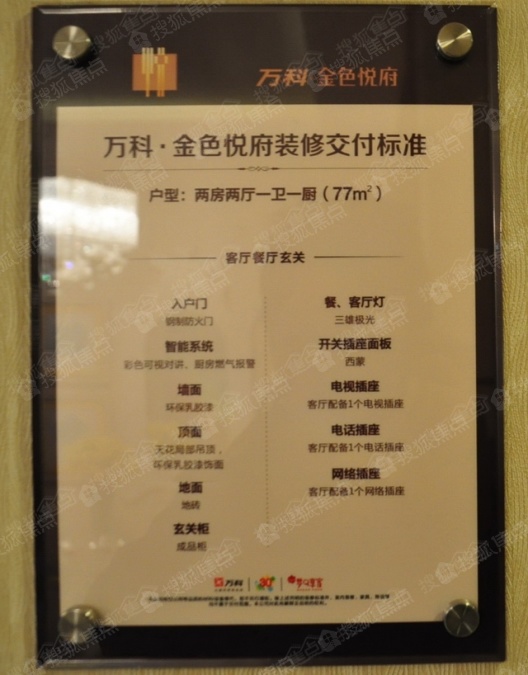 万科 金色悦府
万科·金色悦府装修交付标准
户型：两房两厅一卫一厨（77m²）
客厅餐厅玄关
入户门
钢制防火门
智能系统
彩色可视对讲、厨房燃气报警
墙面
环保乳胶漆
顶面
天花局部吊顶，
环保乳胶漆饰面
地面
地砖
玄关柜
成品柜
餐、客厅灯
三雄极光
开关插座面板
西蒙
电视插座
客厅配备1个电视插座
电话插座
客厅配备1个电话插座
网络插座
客厅配备1个网络插座
万科
搜狐焦点